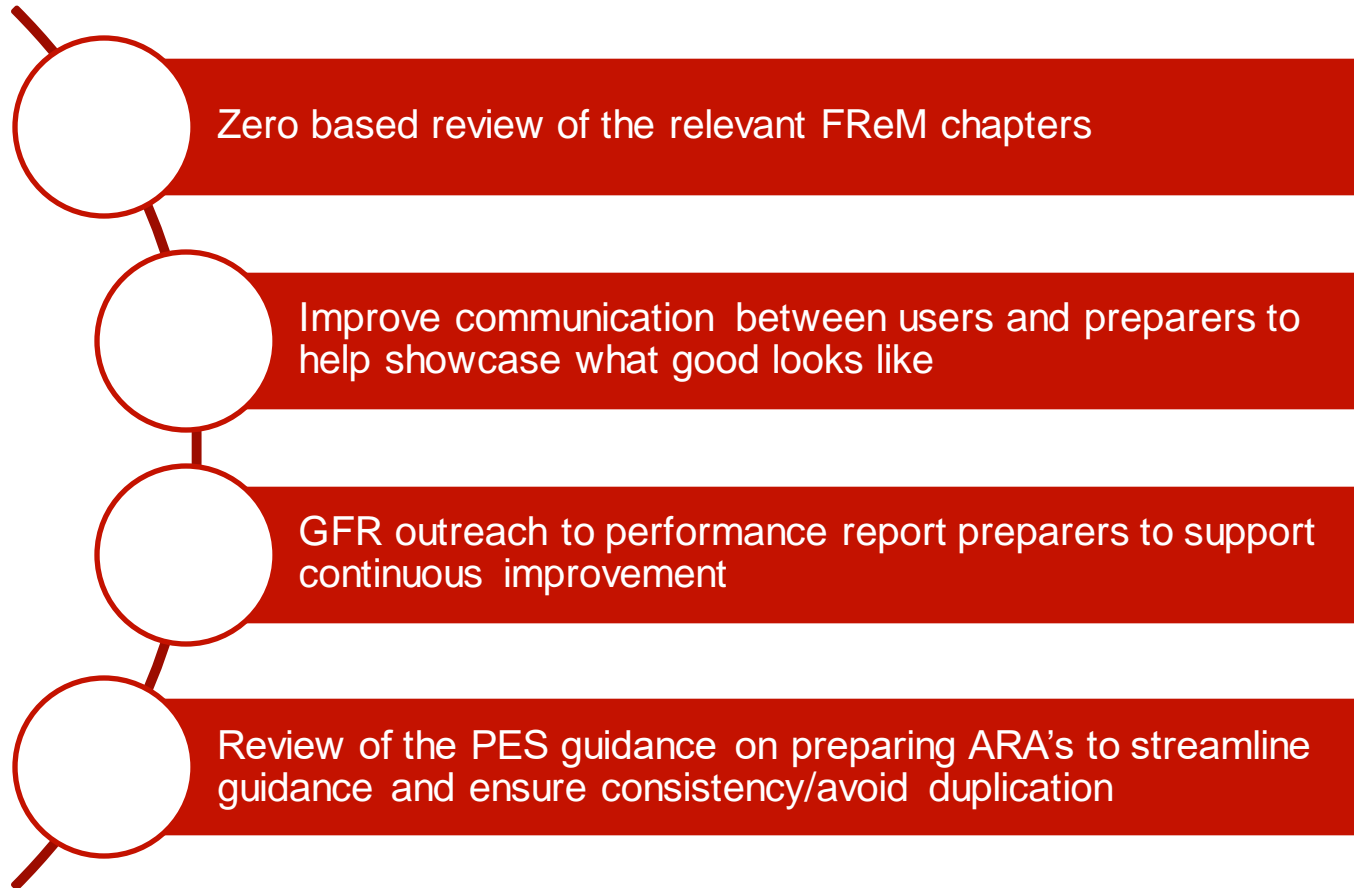 Zero based review of the relevant FReM chapters
Improve communication between users and preparers to
help showcase what good looks like
GFR outreach to performance report preparers to support
continuous improvement
Review of the PES guidance on preparing ARA's to streamline
guidance and ensure consistency/avoid duplication